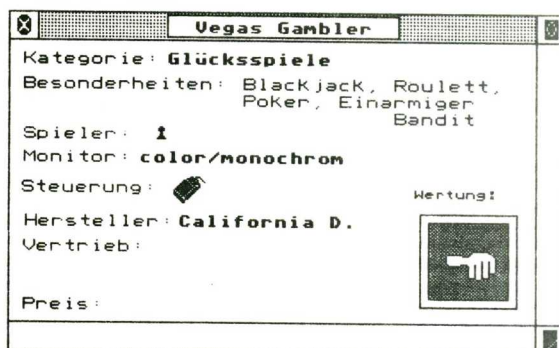 Vegas Gambler
Kategorie: Glücksspiele
Besonderheiten: Blackjack, Roulett,
Poker, Einarmiger
Bandit
Spieler: 1
Monitor: color/monochrom
Steuerung:
Wertung:
Hersteller: California D.
Vertrieb:
Preis: